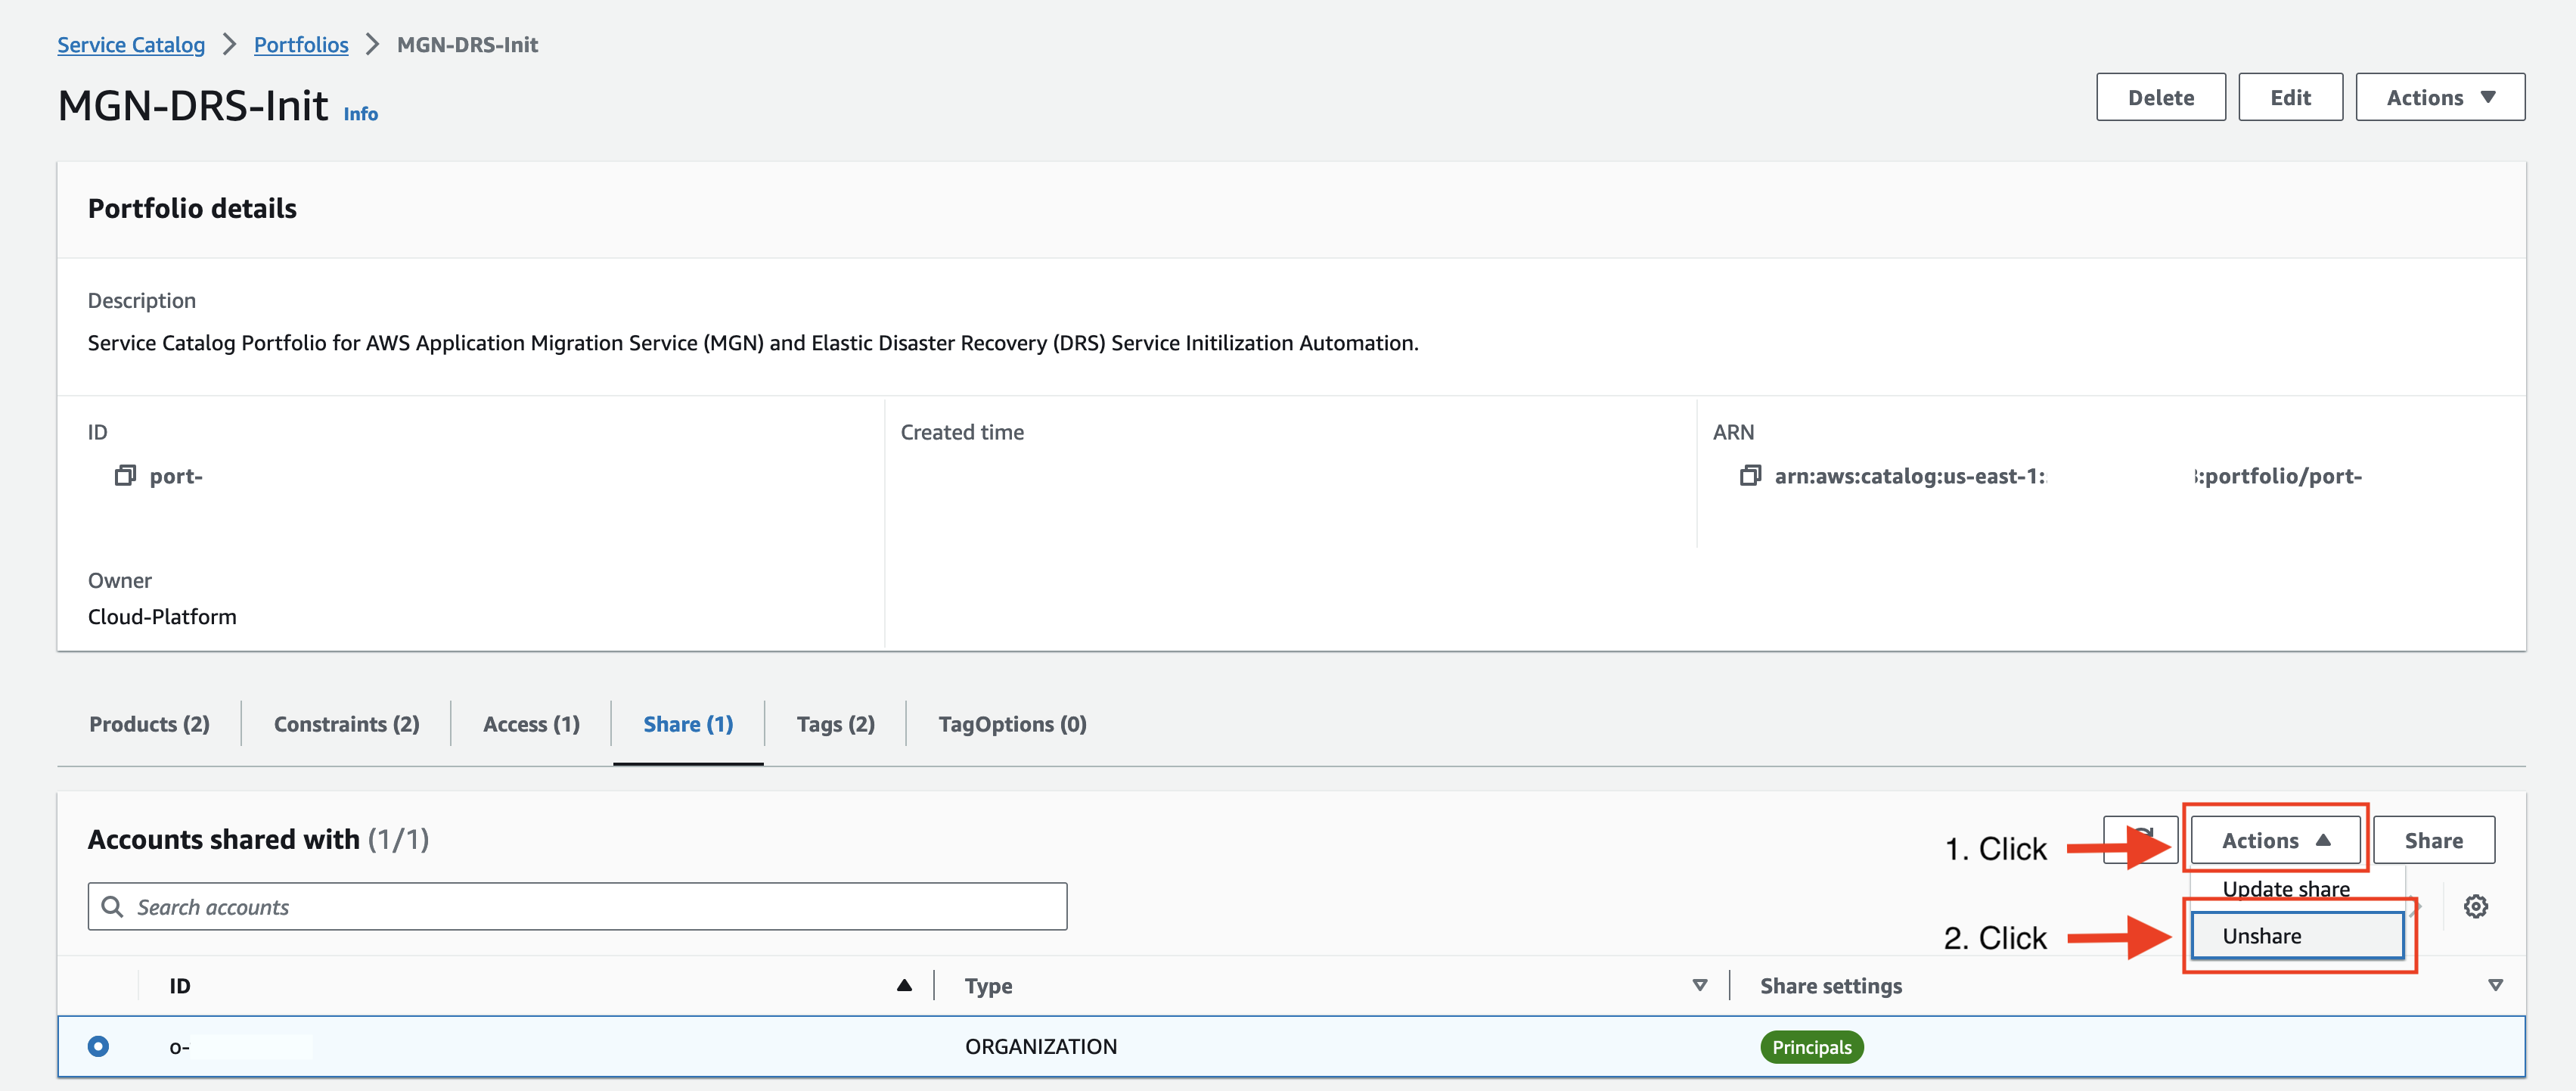 Service Catalog > Portfolios > MGN-DRS-Init
MGN-DRS-Init Info
Delete Edit Actions
Portfolio details
Description
Service Catalog Portfolio for AWS Application Migration Service (MGN) and Elastic Disaster Recovery (DRS) Service Initilization Automation.
ID
port-
Created time
ARN
arn:aws:catalog:us-east-1: :portfolio/port-
Owner
Cloud-Platform
Products (2) Constraints (2) Access (1) Share (1) Tags (2) TagOptions (0)
Accounts shared with (1/1)
1. Click
Actions Share
Search accounts
Update share
2. Click
Unshare
ID Type Share settings
o- ORGANIZATION Principals